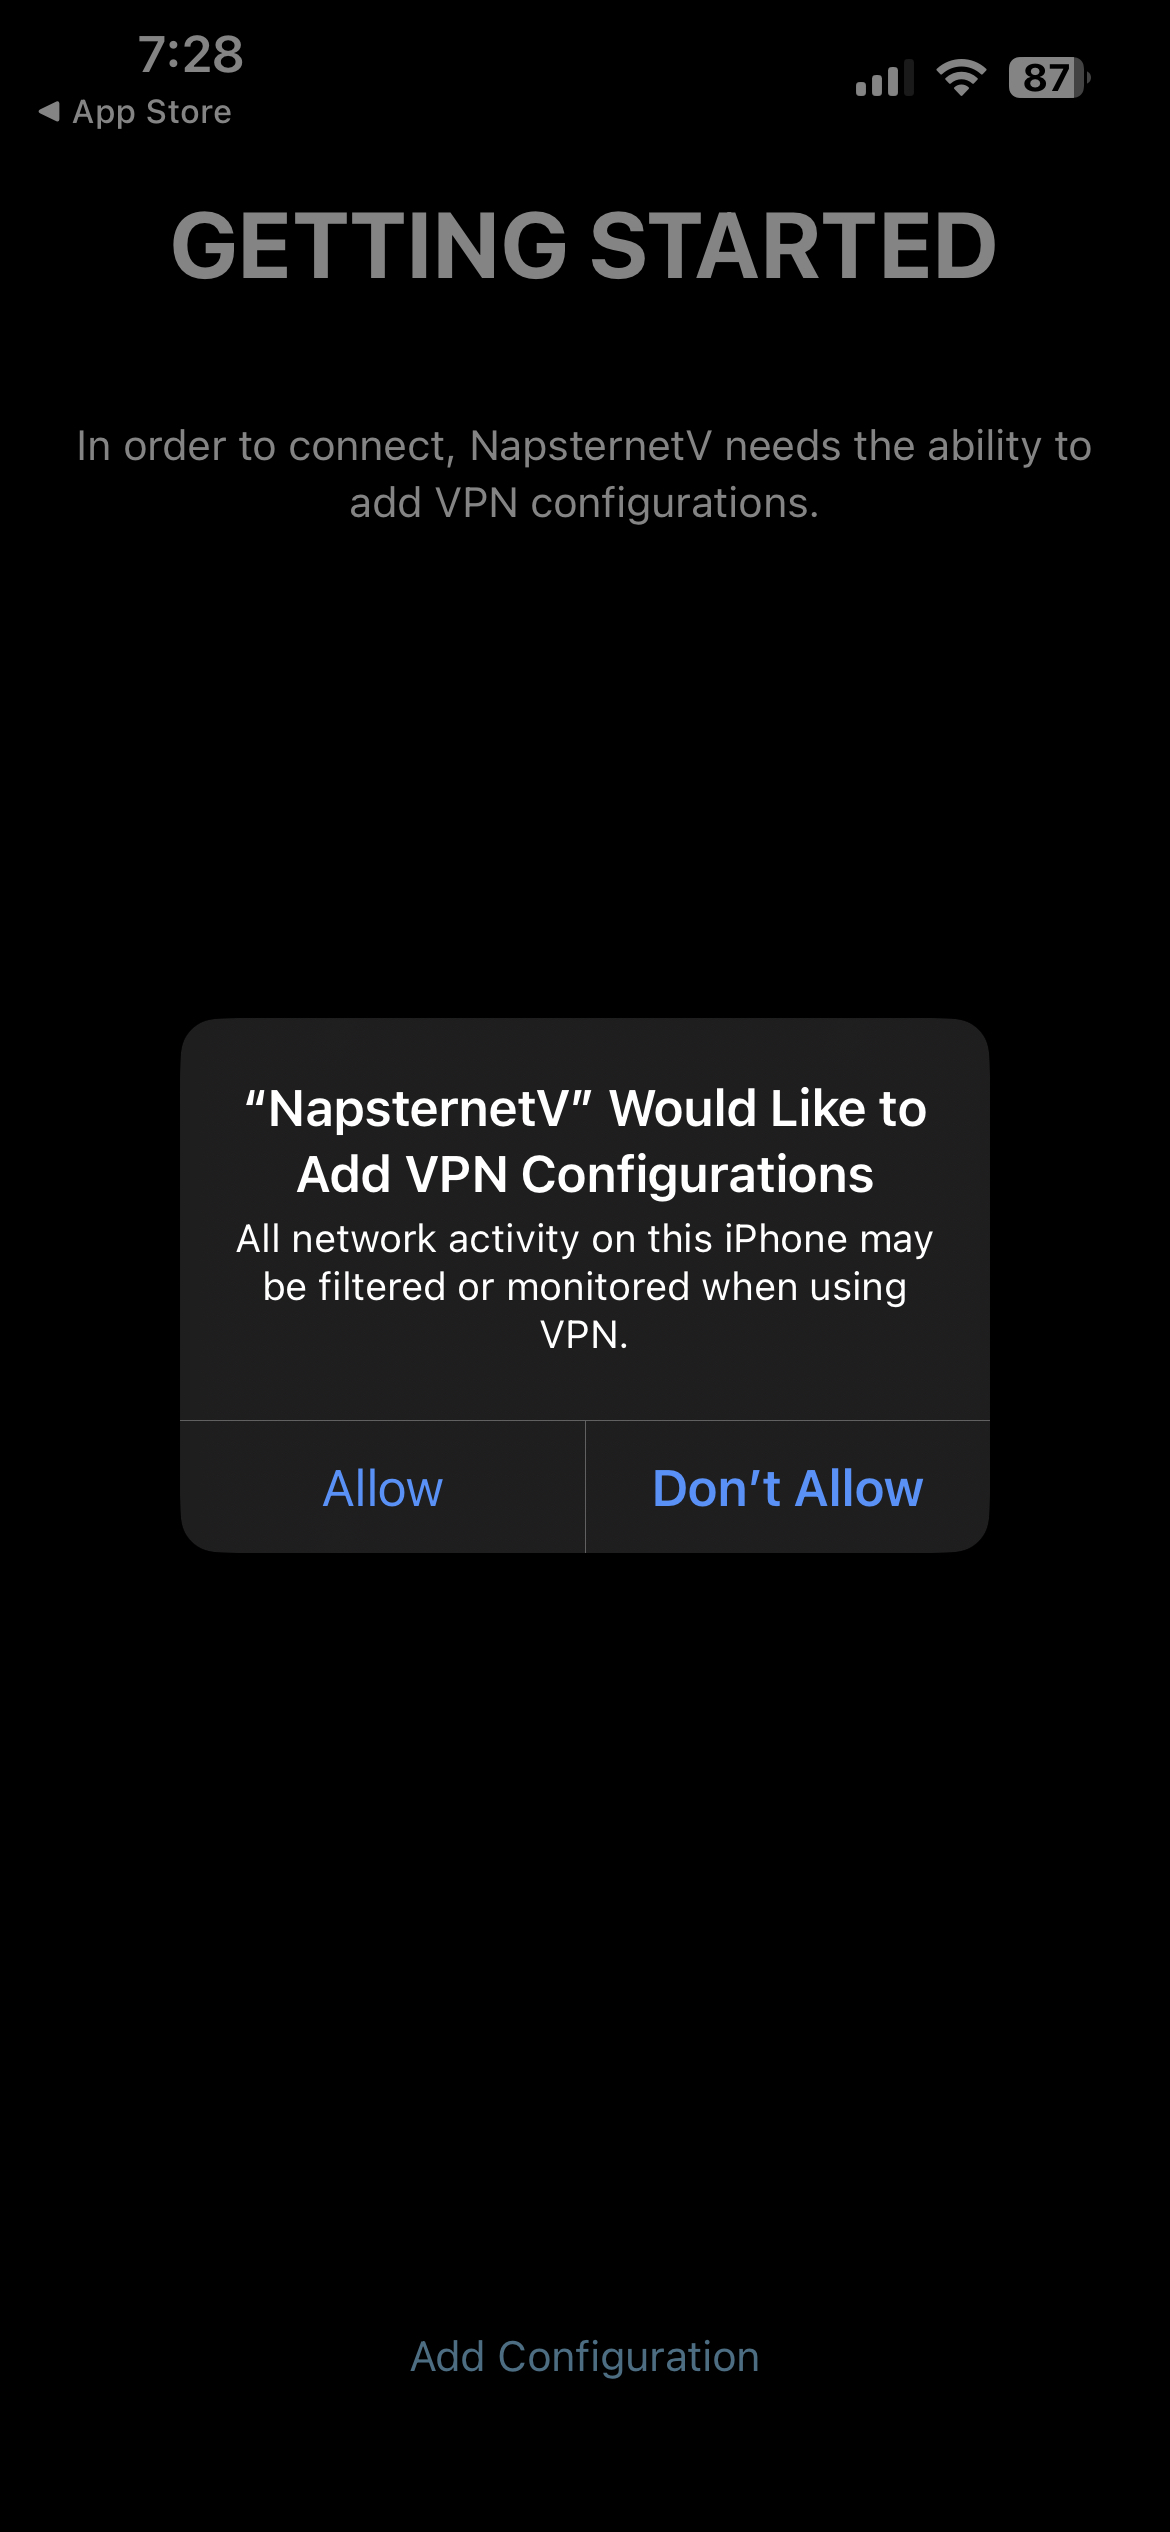 7:28
87
◀ App Store
GETTING STARTED
In order to connect, NapsternetV needs the ability to
add VPN configurations.
“NapsternetV” Would Like to
Add VPN Configurations
All network activity on this iPhone may
be filtered or monitored when using
VPN.
Allow
Don’t Allow
Add Configuration